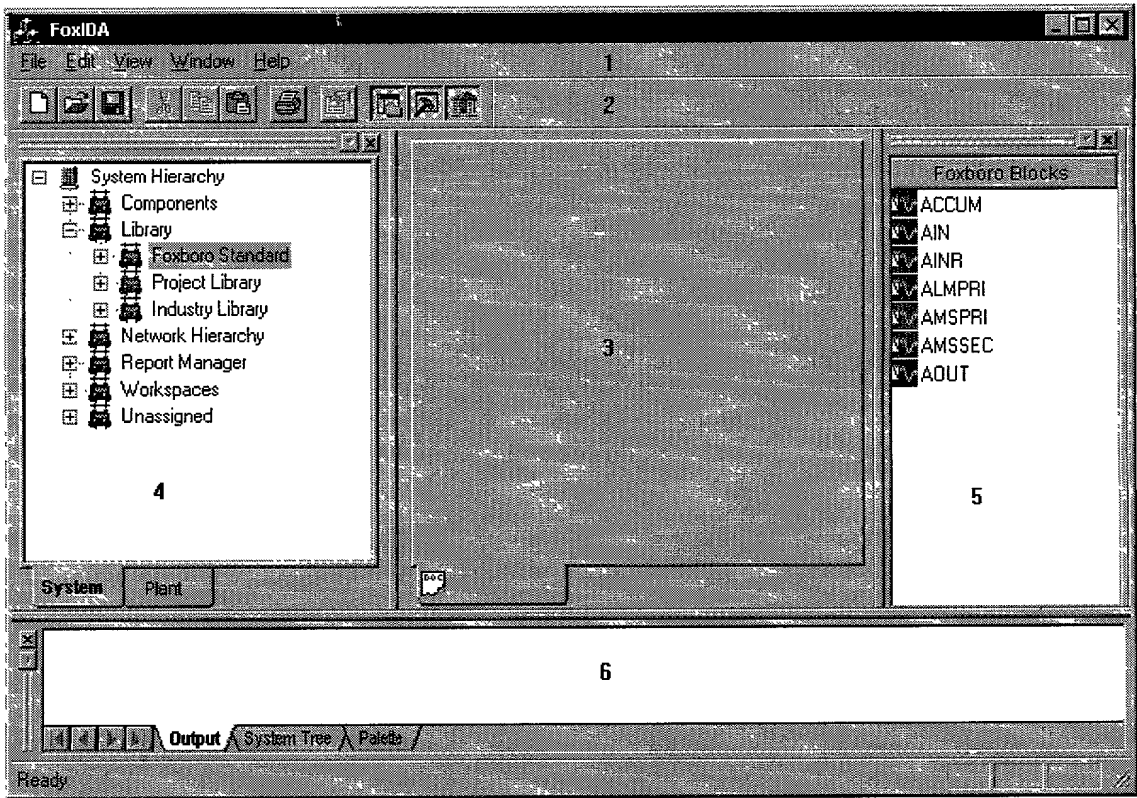 FoxIDA
File Edit View Window Help 1
2
System Hierarchy
Components
Library
Foxboro Standard
Project Library
Industry Library
Network Hierarchy
Report Manager
Workspaces
Unassigned
4
System Plant
3
DOC
Foxboro Blocks
ACCUM
AIN
AINR
ALMPRI
AMSPRI
AMSSEC
AOUT
5
6
Output System Tree Palette
Ready